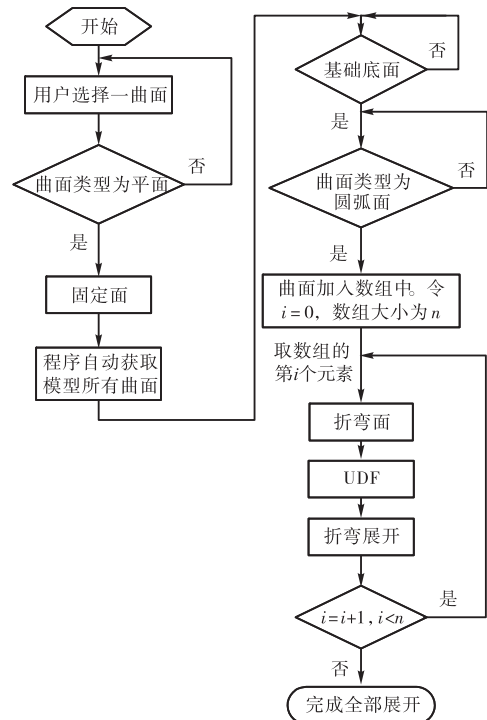 开始
用户选择一曲面
曲面类型为平面
否
是
固定面
程序自动获取
模型所有曲面
基础底面
否
是
曲面类型为
圆弧面
否
是
曲面加入数组中。令
i=0，数组大小为n
取数组的
第i个元素
折弯面
UDF
折弯展开
i=i+1，i<n
是
否
完成全部展开